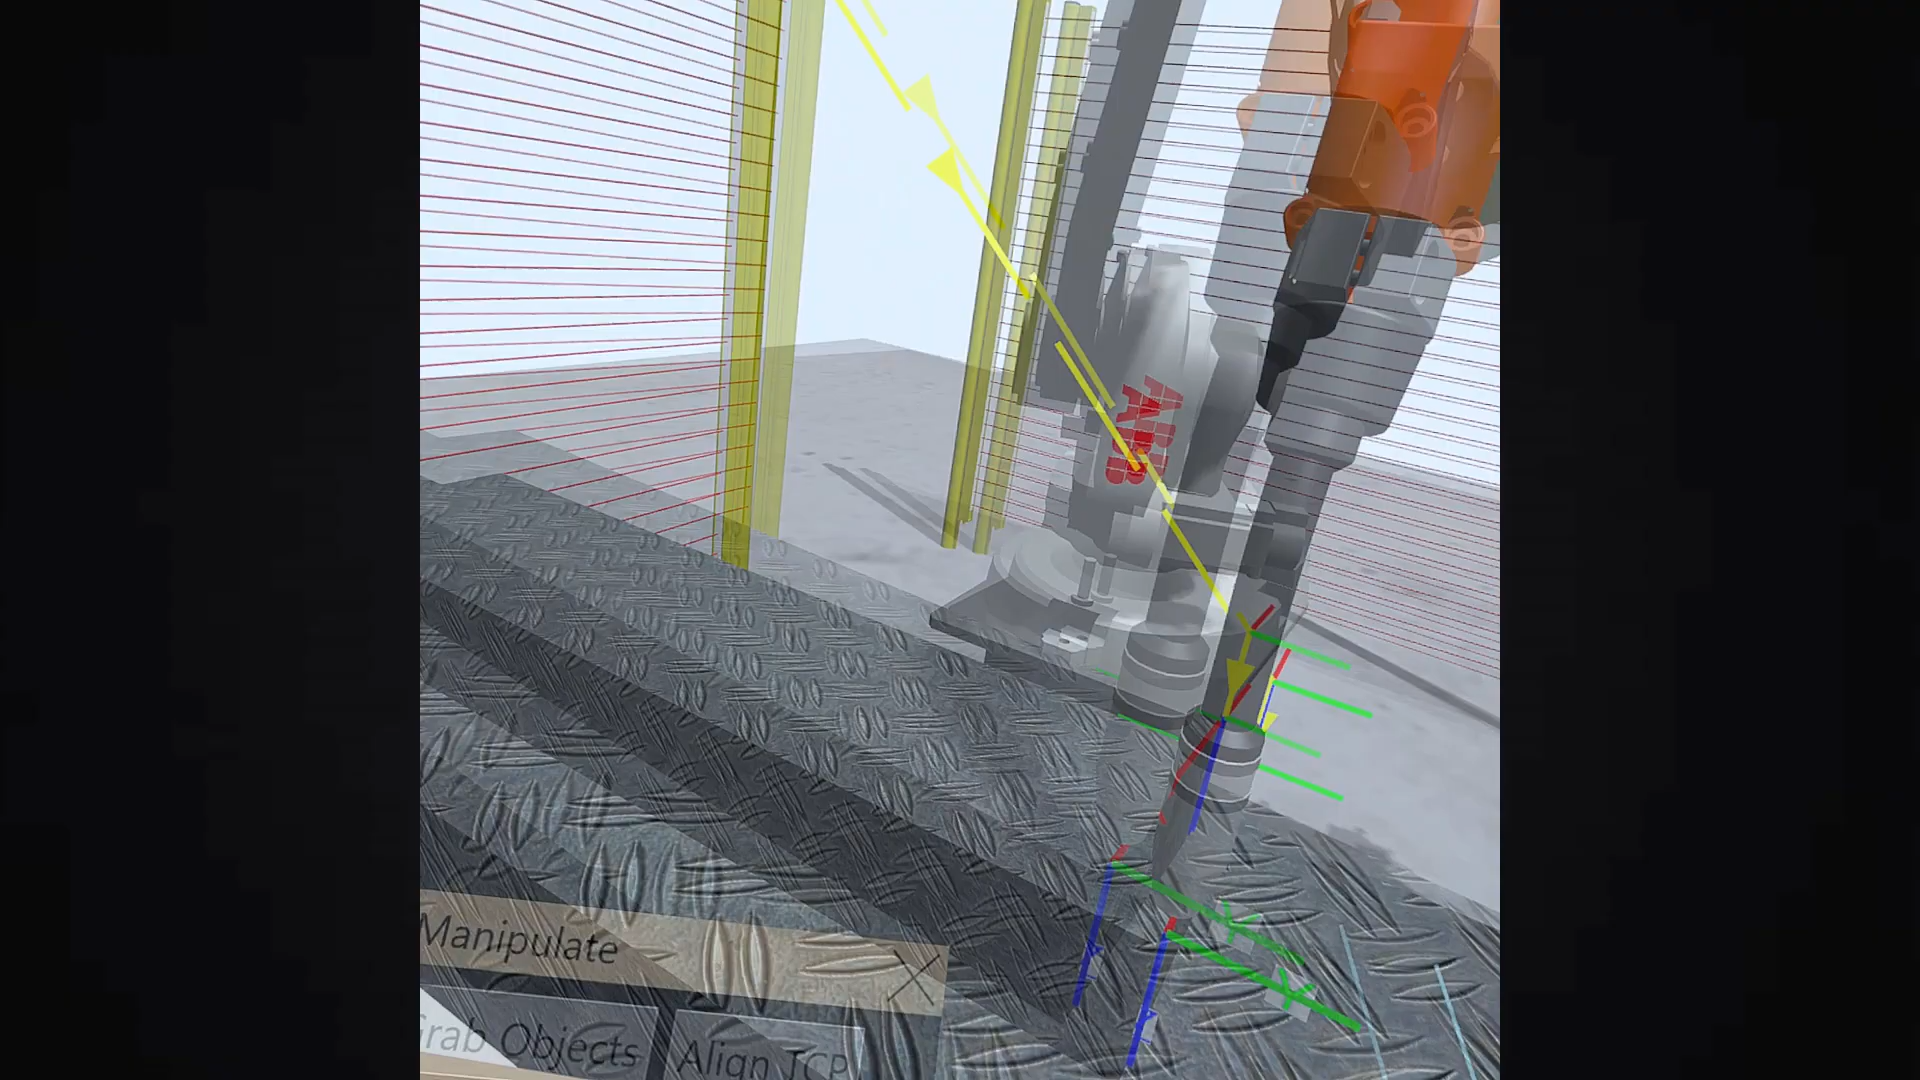 ABB
Manipulate
Grab Objects
Align TCP
Y
Y